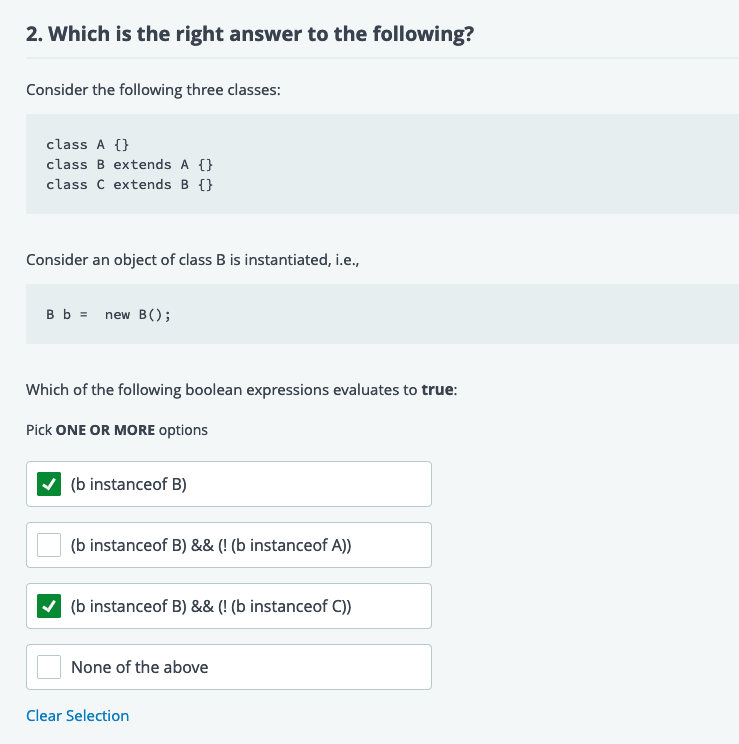 2. Which is the right answer to the following?
Consider the following three classes:
class A {}
class B extends A {}
class C extends B {}
Consider an object of class B is instantiated, i.e.,
B b =  new B();
Which of the following boolean expressions evaluates to true:
Pick ONE OR MORE options
(b instanceof B)
(b instanceof B) && (! (b instanceof A))
(b instanceof B) && (! (b instanceof C))
None of the above
Clear Selection